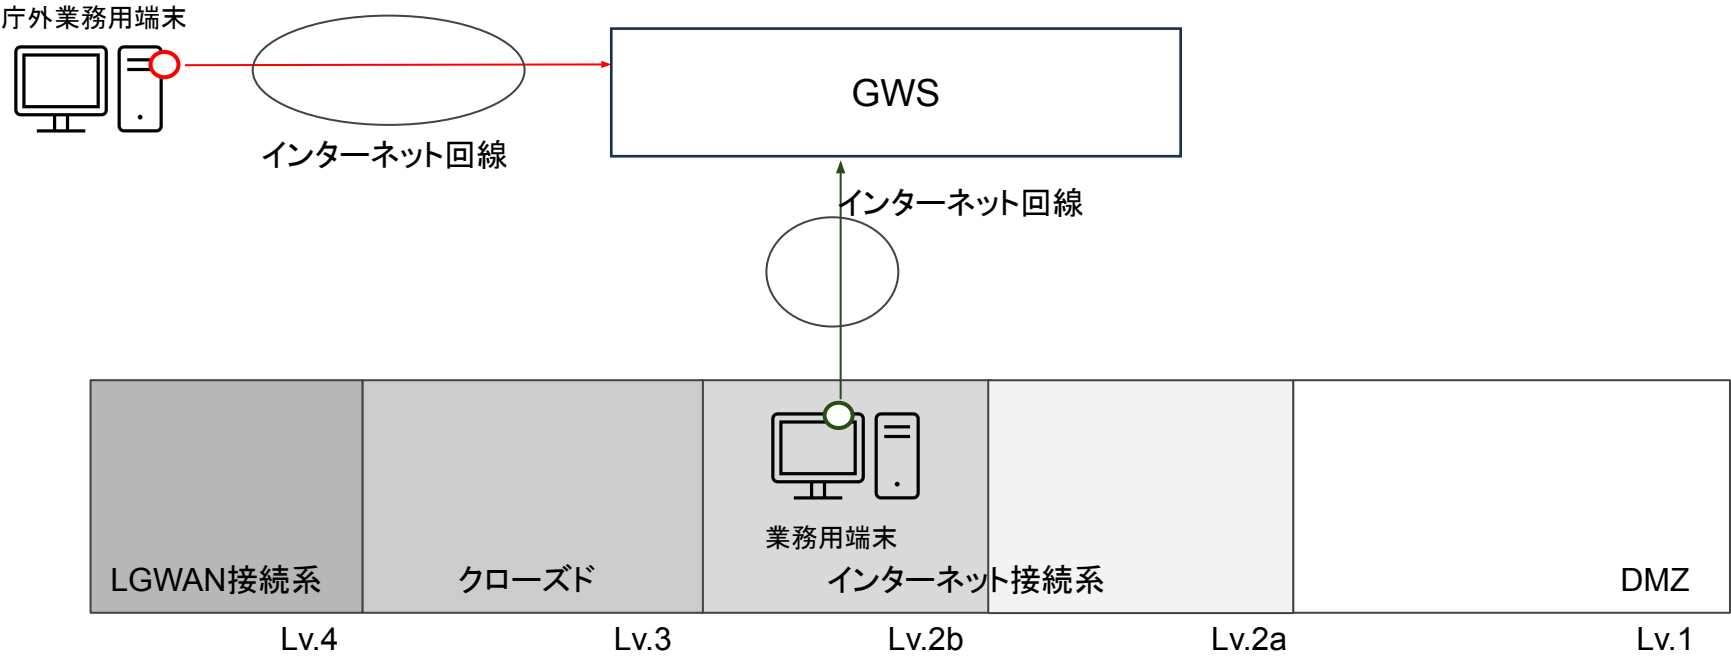 庁外業務用端末
GWS
インターネット回線
インターネット回線
業務用端末
LGWAN接続系
クローズド
インターネット接続系
DMZ
Lv.4
Lv.3
Lv.2b
Lv.2a
Lv.1